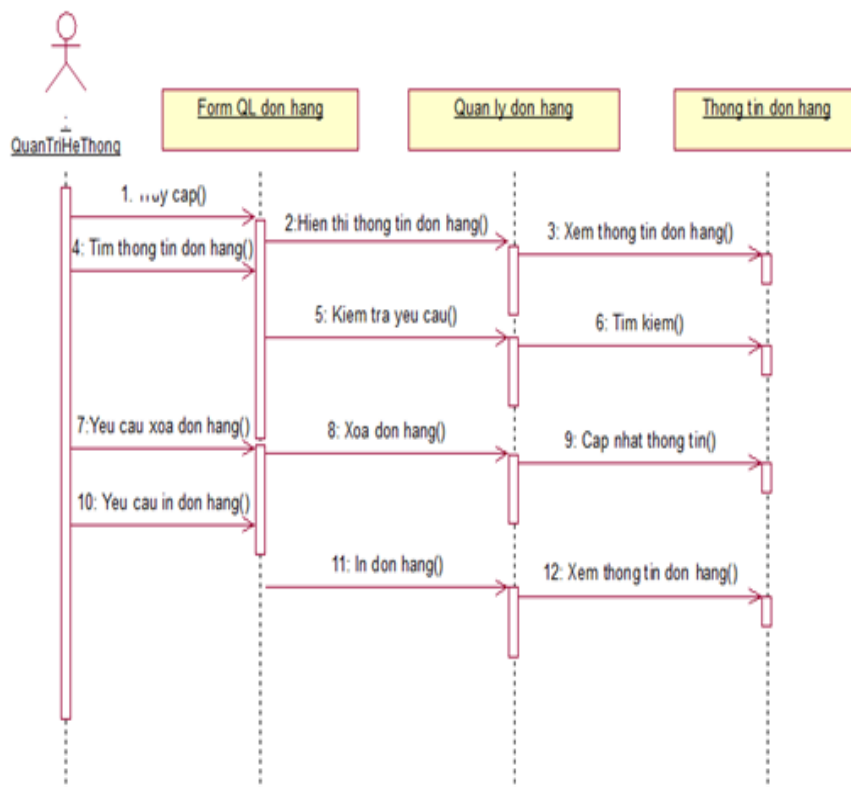 Form QL don hang
Quan ly don hang
Thong tin don hang
QuanTriHeThong
1. cap()
2:Hien thi thong tin don hang()
3: Xem thong tin don hang()
4: Tim thong tin don hang()
5: Kiem tra yeu cau()
6: Tim kiem()
7:Yeu cau xoa don hang()
8: Xoa don hang()
9: Cap nhat thong tin()
10: Yeu cau in don hang()
11: In don hang()
12: Xem thong tin don hang()